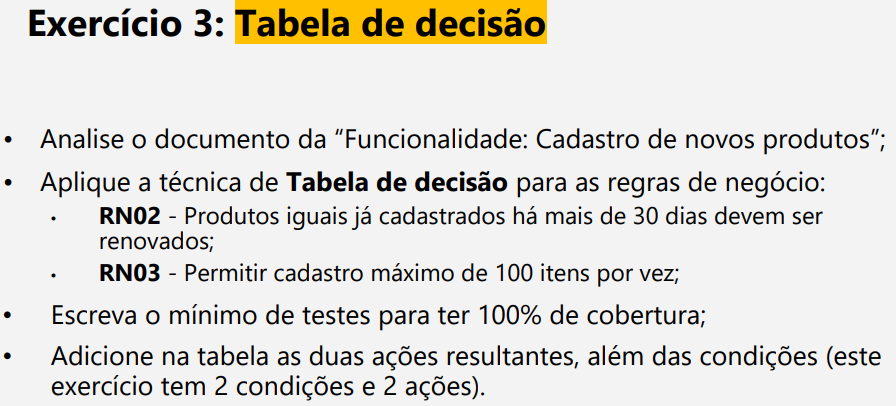 Exercício 3: Tabela de decisão
• Analise o documento da “Funcionalidade: Cadastro de novos produtos”;
• Aplique a técnica de Tabela de decisão para as regras de negócio:
• RN02 - Produtos iguais já cadastrados há mais de 30 dias devem ser
renovados;
• RN03 - Permitir cadastro máximo de 100 itens por vez;
• Escreva o mínimo de testes para ter 100% de cobertura;
• Adicione na tabela as duas ações resultantes, além das condições (este
exercício tem 2 condições e 2 ações).